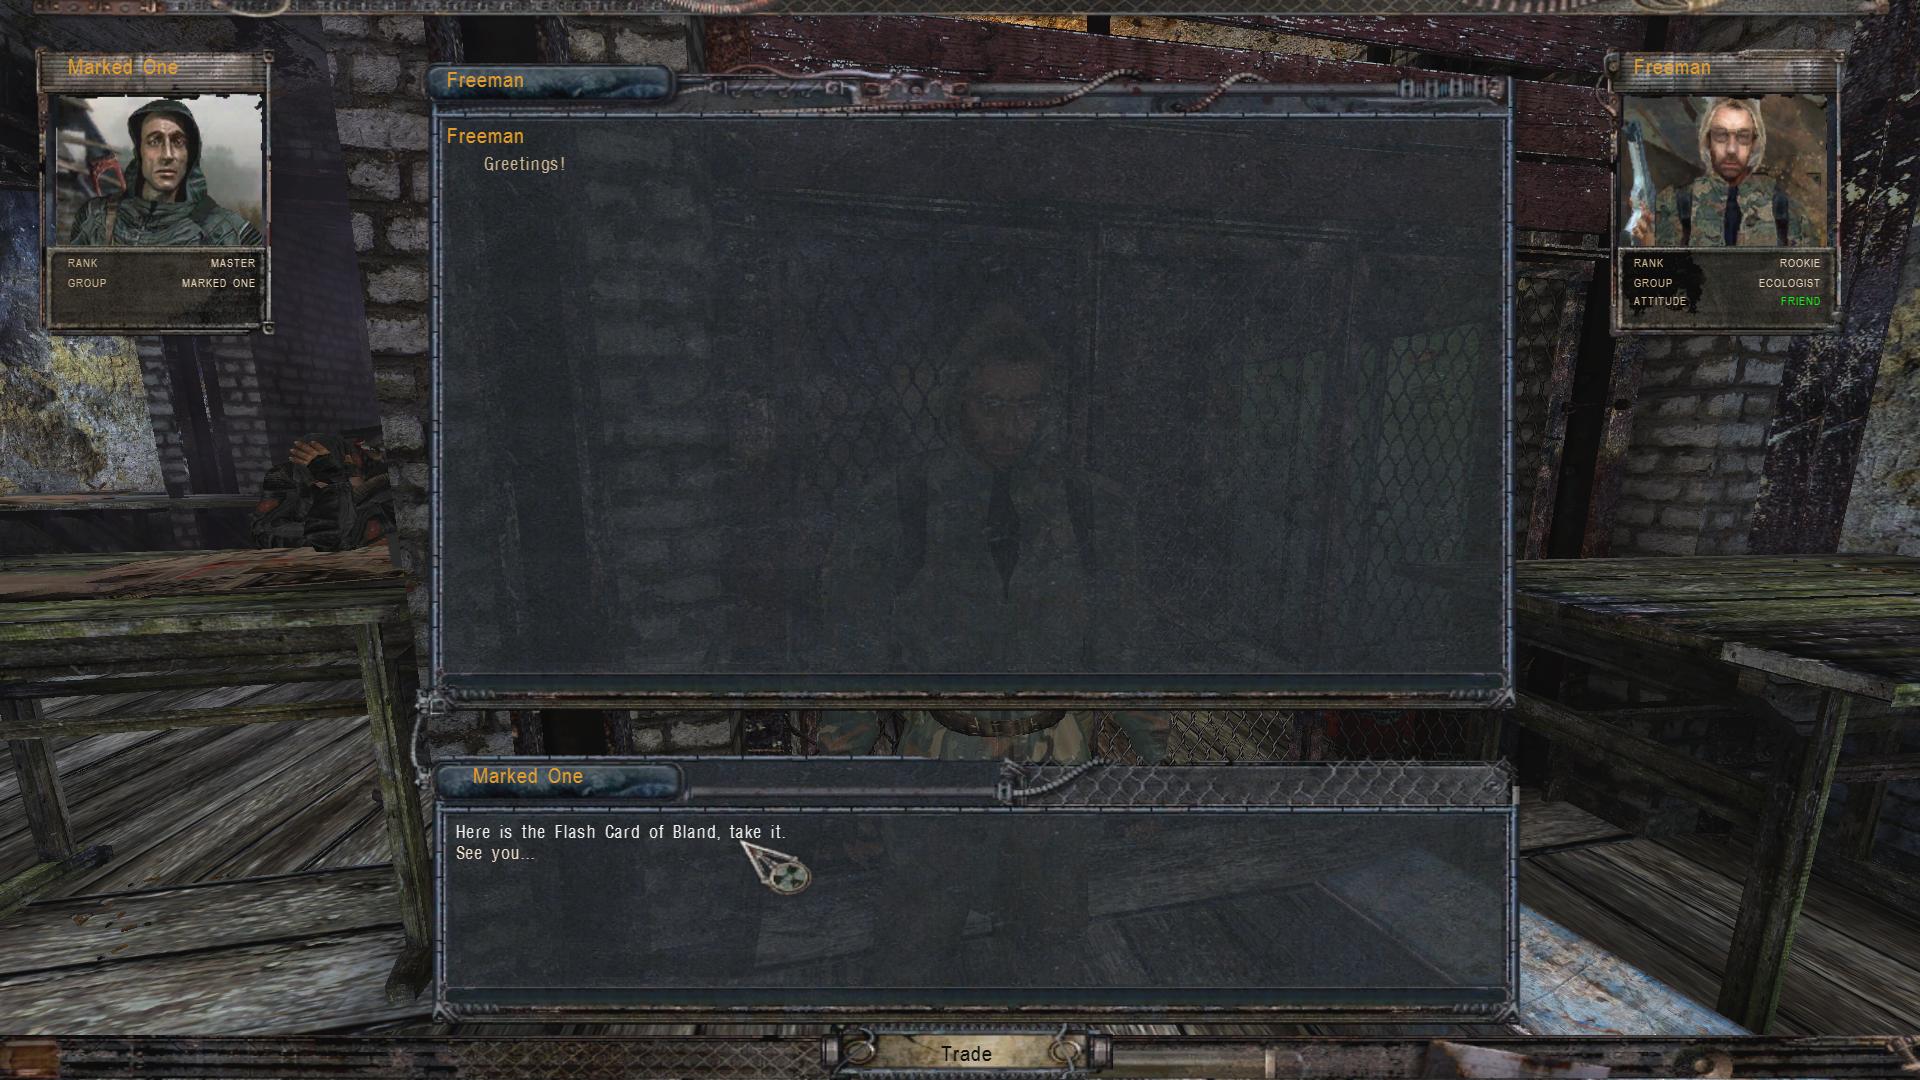 Marked One
RANK MASTER
GROUP MARKED ONE
Freeman
Freeman
Greetings!
Freeman
RANK ROOKIE
GROUP ECOLOGIST
ATTITUDE FRIEND
Marked One
Here is the Flash Card of Bland, take it.
See you...
Trade